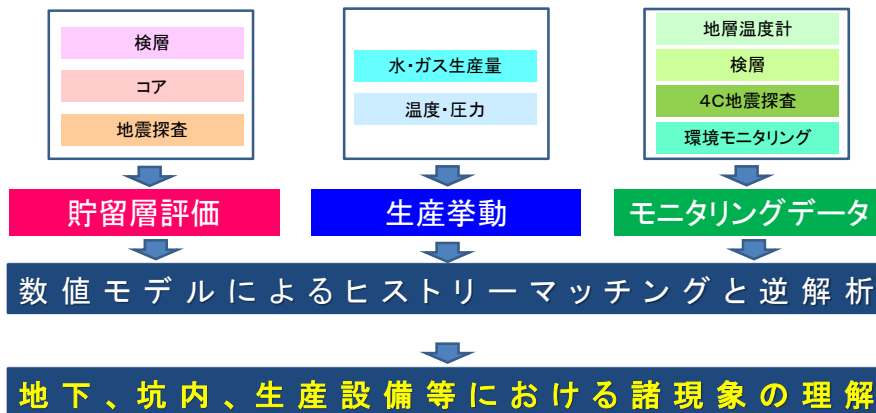 検層
コア
地震探査
水・ガス生産量
温度・圧力
地層温度計
検層
4C地震探査
環境モニタリング
貯留層評価
生産挙動
モニタリングデータ
数値モデルによるヒストリーマッチングと逆解析
地下、坑内、生産設備等における諸現象の理解